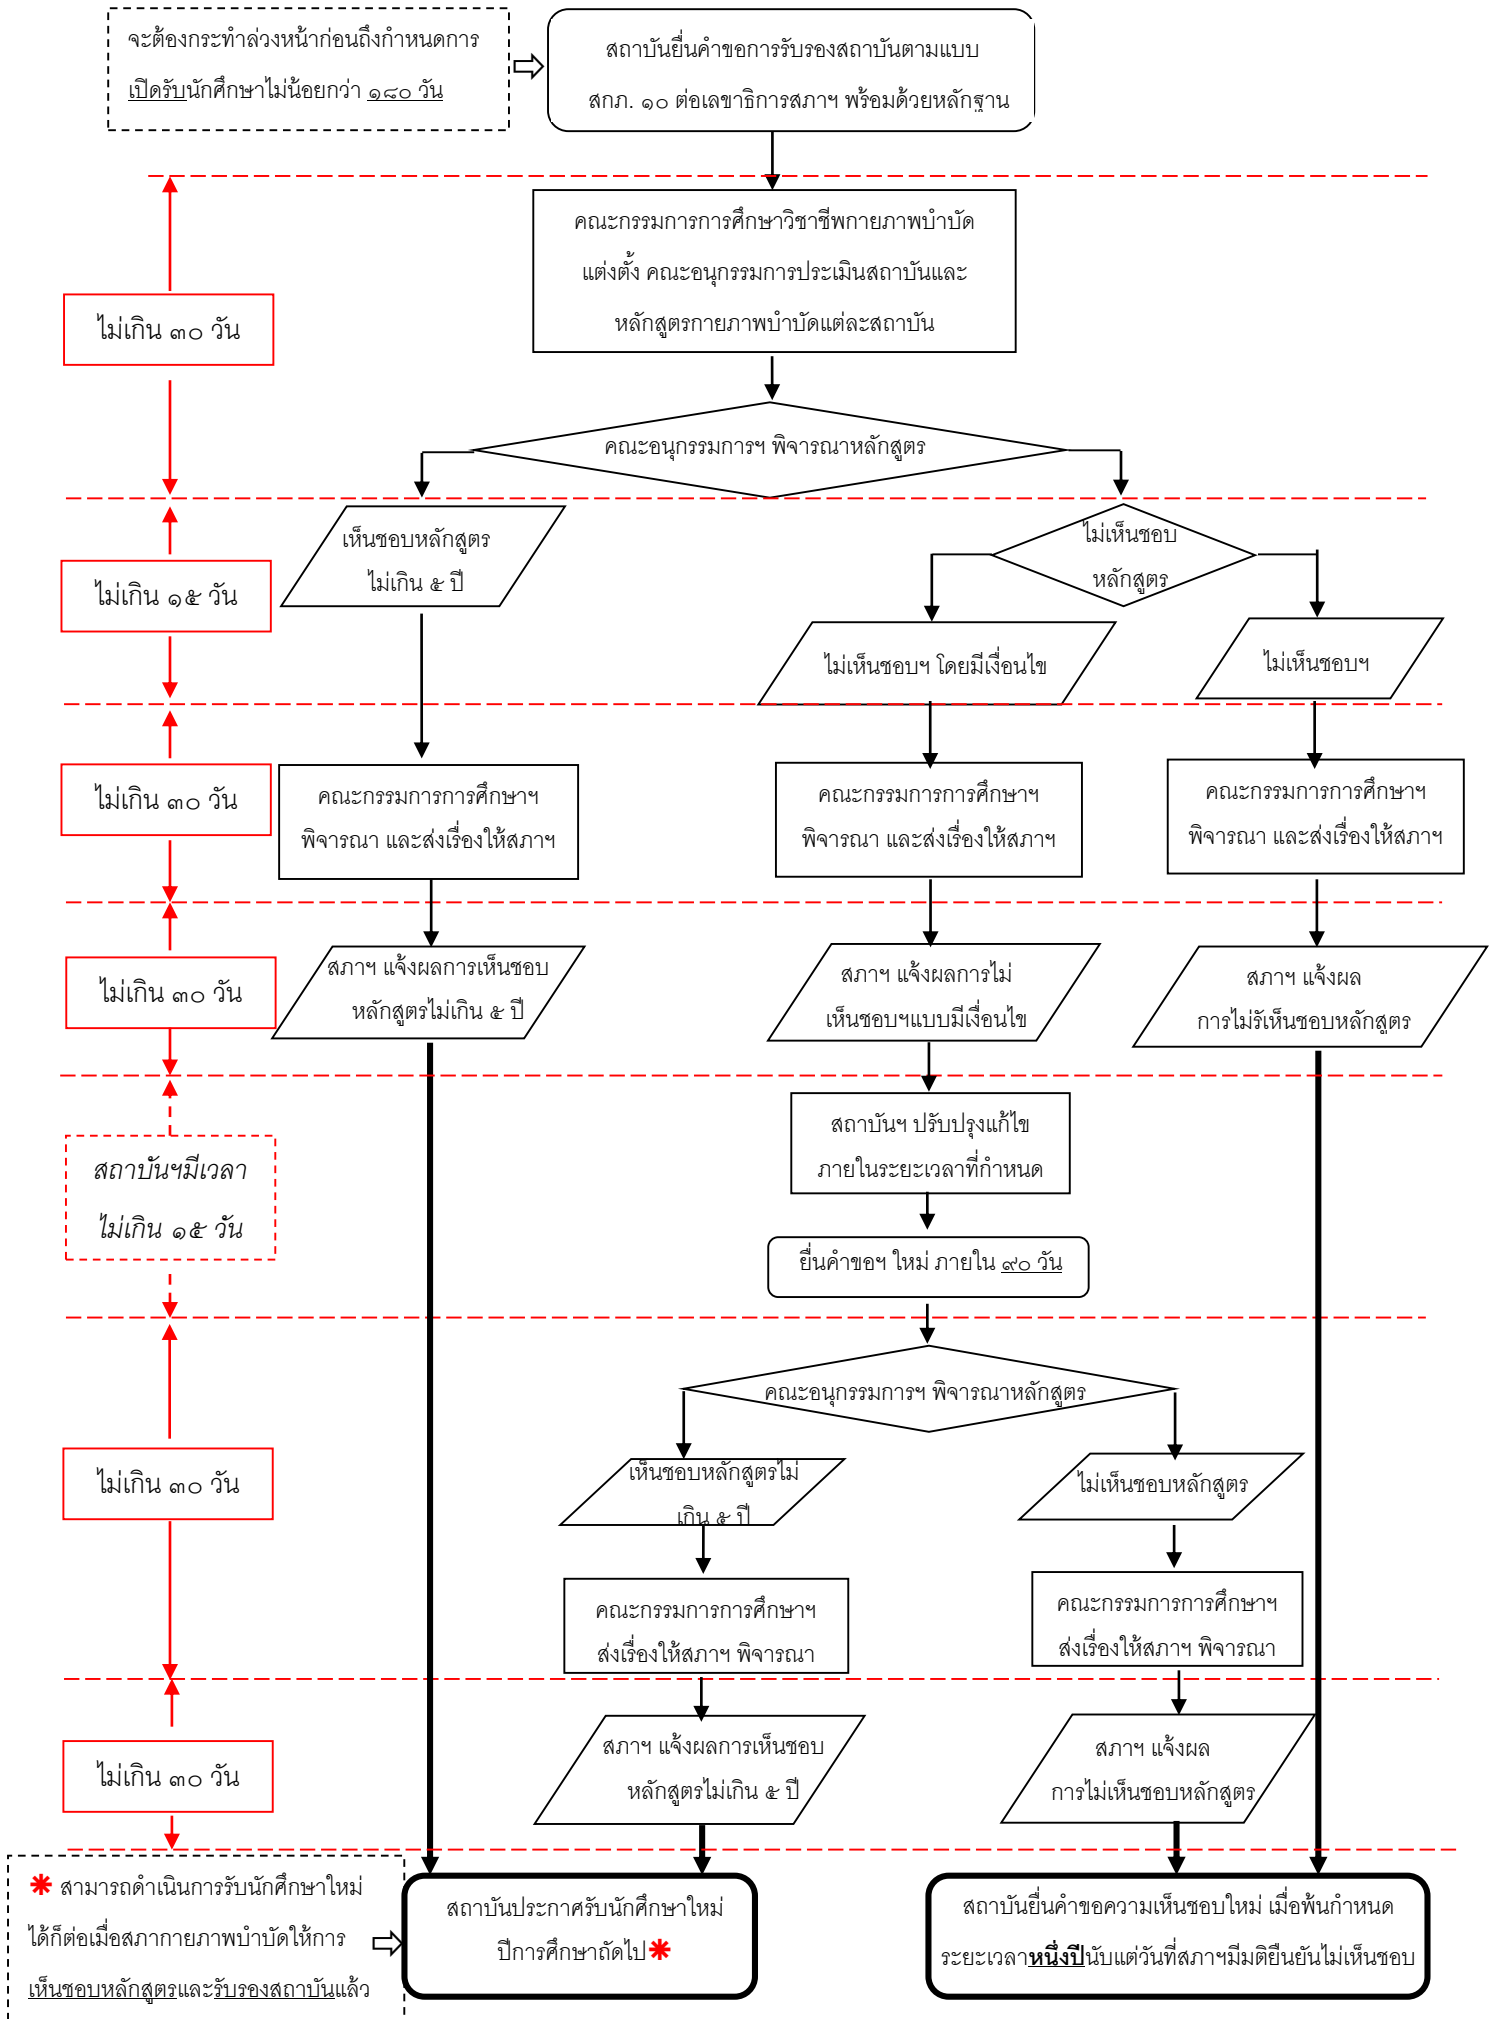 จะต้องกระทำล่วงหน้าก่อนถึงกำหนดการ
เปิดรับนักศึกษาไม่น้อยกว่า ๑๘๐ วัน
สถาบันยื่นคำขอการรับรองสถาบันตามแบบ
สกภ. ๑๐ ต่อเลขาธิการสภาฯ พร้อมด้วยหลักฐาน
คณะกรรมการการศึกษาวิชาชีพกายภาพบำบัด
แต่งตั้ง คณะอนุกรรมการประเมินสถาบันและ
หลักสูตรกายภาพบำบัดแต่ละสถาบัน
ไม่เกิน ๓๐ วัน
คณะอนุกรรมการฯ พิจารณาหลักสูตร
เห็นชอบหลักสูตร
ไม่เกิน ๕ ปี
ไม่เห็นชอบ
หลักสูตร
ไม่เกิน ๑๕ วัน
ไม่เห็นชอบฯ โดยมีเงื่อนไข
ไม่เห็นชอบฯ
ไม่เกิน ๓๐ วัน
คณะกรรมการการศึกษาฯ
พิจารณา และส่งเรื่องให้สภาฯ
คณะกรรมการการศึกษาฯ
พิจารณา และส่งเรื่องให้สภาฯ
คณะกรรมการการศึกษาฯ
พิจารณา และส่งเรื่องให้สภาฯ
ไม่เกิน ๓๐ วัน
สภาฯ แจ้งผลการเห็นชอบ
หลักสูตรไม่เกิน ๕ ปี
สภาฯ แจ้งผลการไม่
เห็นชอบฯแบบมีเงื่อนไข
สภาฯ แจ้งผล
การไม่รัเห็นชอบหลักสูตร
สถาบันฯมีเวลา
ไม่เกิน ๑๕ วัน
สถาบันฯ ปรับปรุงแก้ไข
ภายในระยะเวลาที่กำหนด
ยื่นคำขอฯ ใหม่ ภายใน ๙๐ วัน
คณะอนุกรรมการฯ พิจารณาหลักสูตร
ไม่เกิน ๓๐ วัน
เห็นชอบหลักสูตรไม่
เกิน ๕ ปี
ไม่เห็นชอบหลักสูตร
คณะกรรมการการศึกษาฯ
ส่งเรื่องให้สภาฯ พิจารณา
คณะกรรมการการศึกษาฯ
ส่งเรื่องให้สภาฯ พิจารณา
ไม่เกิน ๓๐ วัน
สภาฯ แจ้งผลการเห็นชอบ
หลักสูตรไม่เกิน ๕ ปี
สภาฯ แจ้งผล
การไม่เห็นชอบหลักสูตร
✱ สามารถดำเนินการรับนักศึกษาใหม่
ได้ก็ต่อเมื่อสภากายภาพบำบัดให้การ
เห็นชอบหลักสูตรและรับรองสถาบันแล้ว
สถาบันประกาศรับนักศึกษาใหม่
ปีการศึกษาถัดไป✱
สถาบันยื่นคำขอความเห็นชอบใหม่ เมื่อพ้นกำหนด
ระยะเวลาหนึ่งปีนับแต่วันที่สภาฯมีมติยืนยันไม่เห็นชอบ